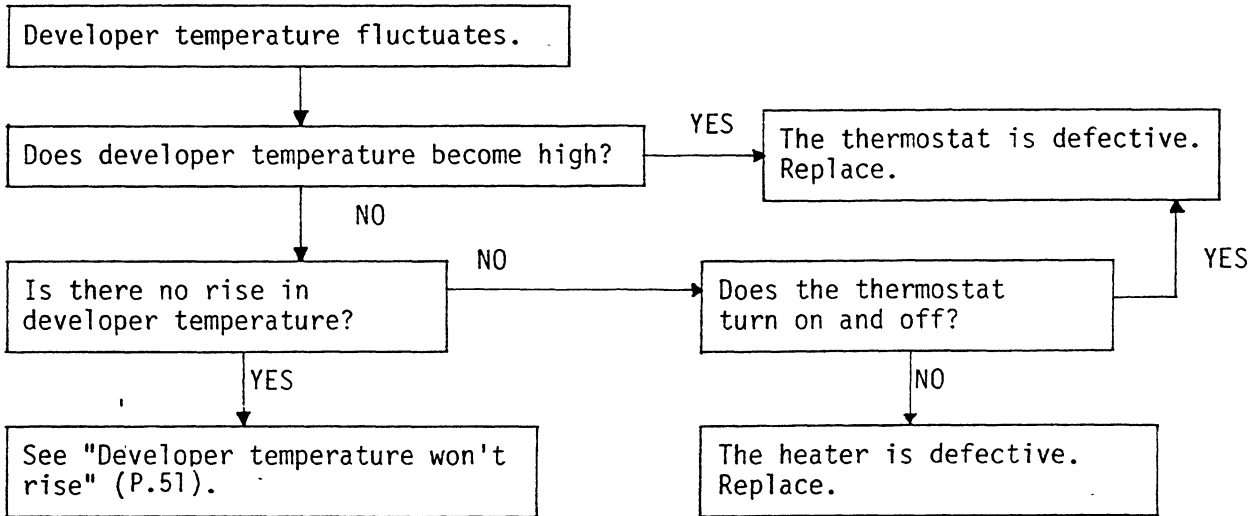 Developer temperature fluctuates.
Does developer temperature become high?
YES
The thermostat is defective.
Replace.
NO
Is there no rise in
developer temperature?
NO
Does the thermostat
turn on and off?
YES
YES
See "Developer temperature won't
rise" (P.51).
NO
The heater is defective.
Replace.